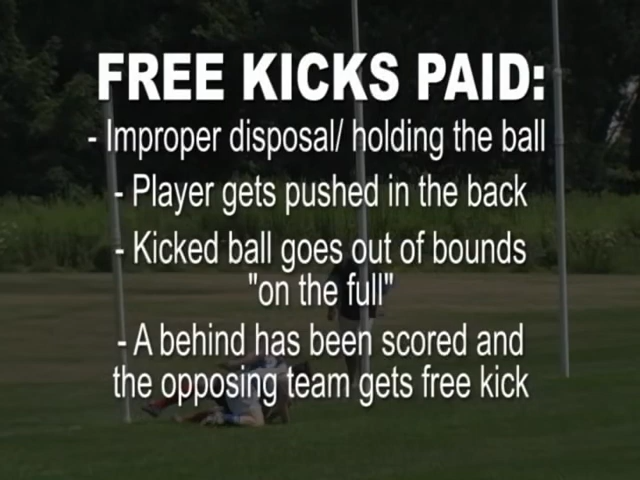 FREE KICKS PAID:
- Improper disposal/ holding the ball
- Player gets pushed in the back
- Kicked ball goes out of bounds
"on the full"
- A behind has been scored and
the opposing team gets free kick